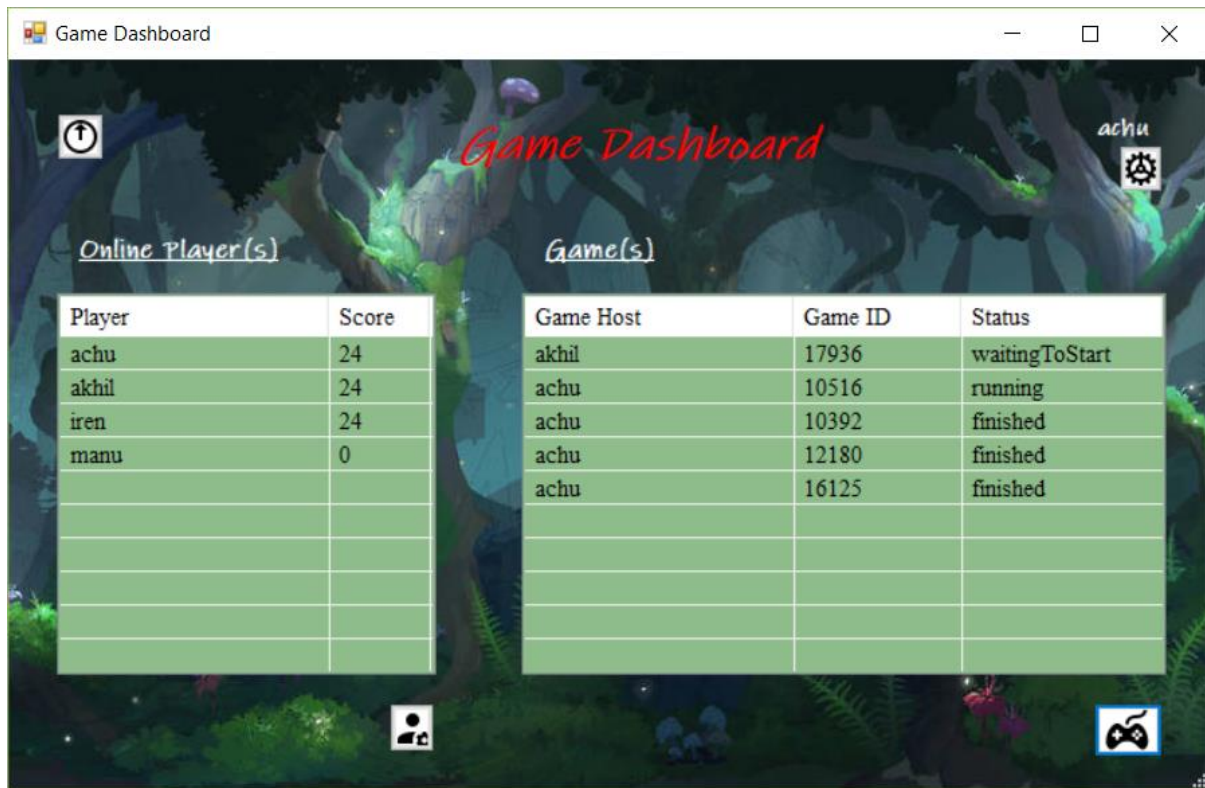 Game Dashboard
Game Dashboard
achu
Online Player(s)
Player Score
achu 24
akhil 24
iren 24
manu 0
Game(s)
Game Host Game ID Status
akhil 17936 waitingToStart
achu 10516 running
achu 10392 finished
achu 12180 finished
achu 16125 finished